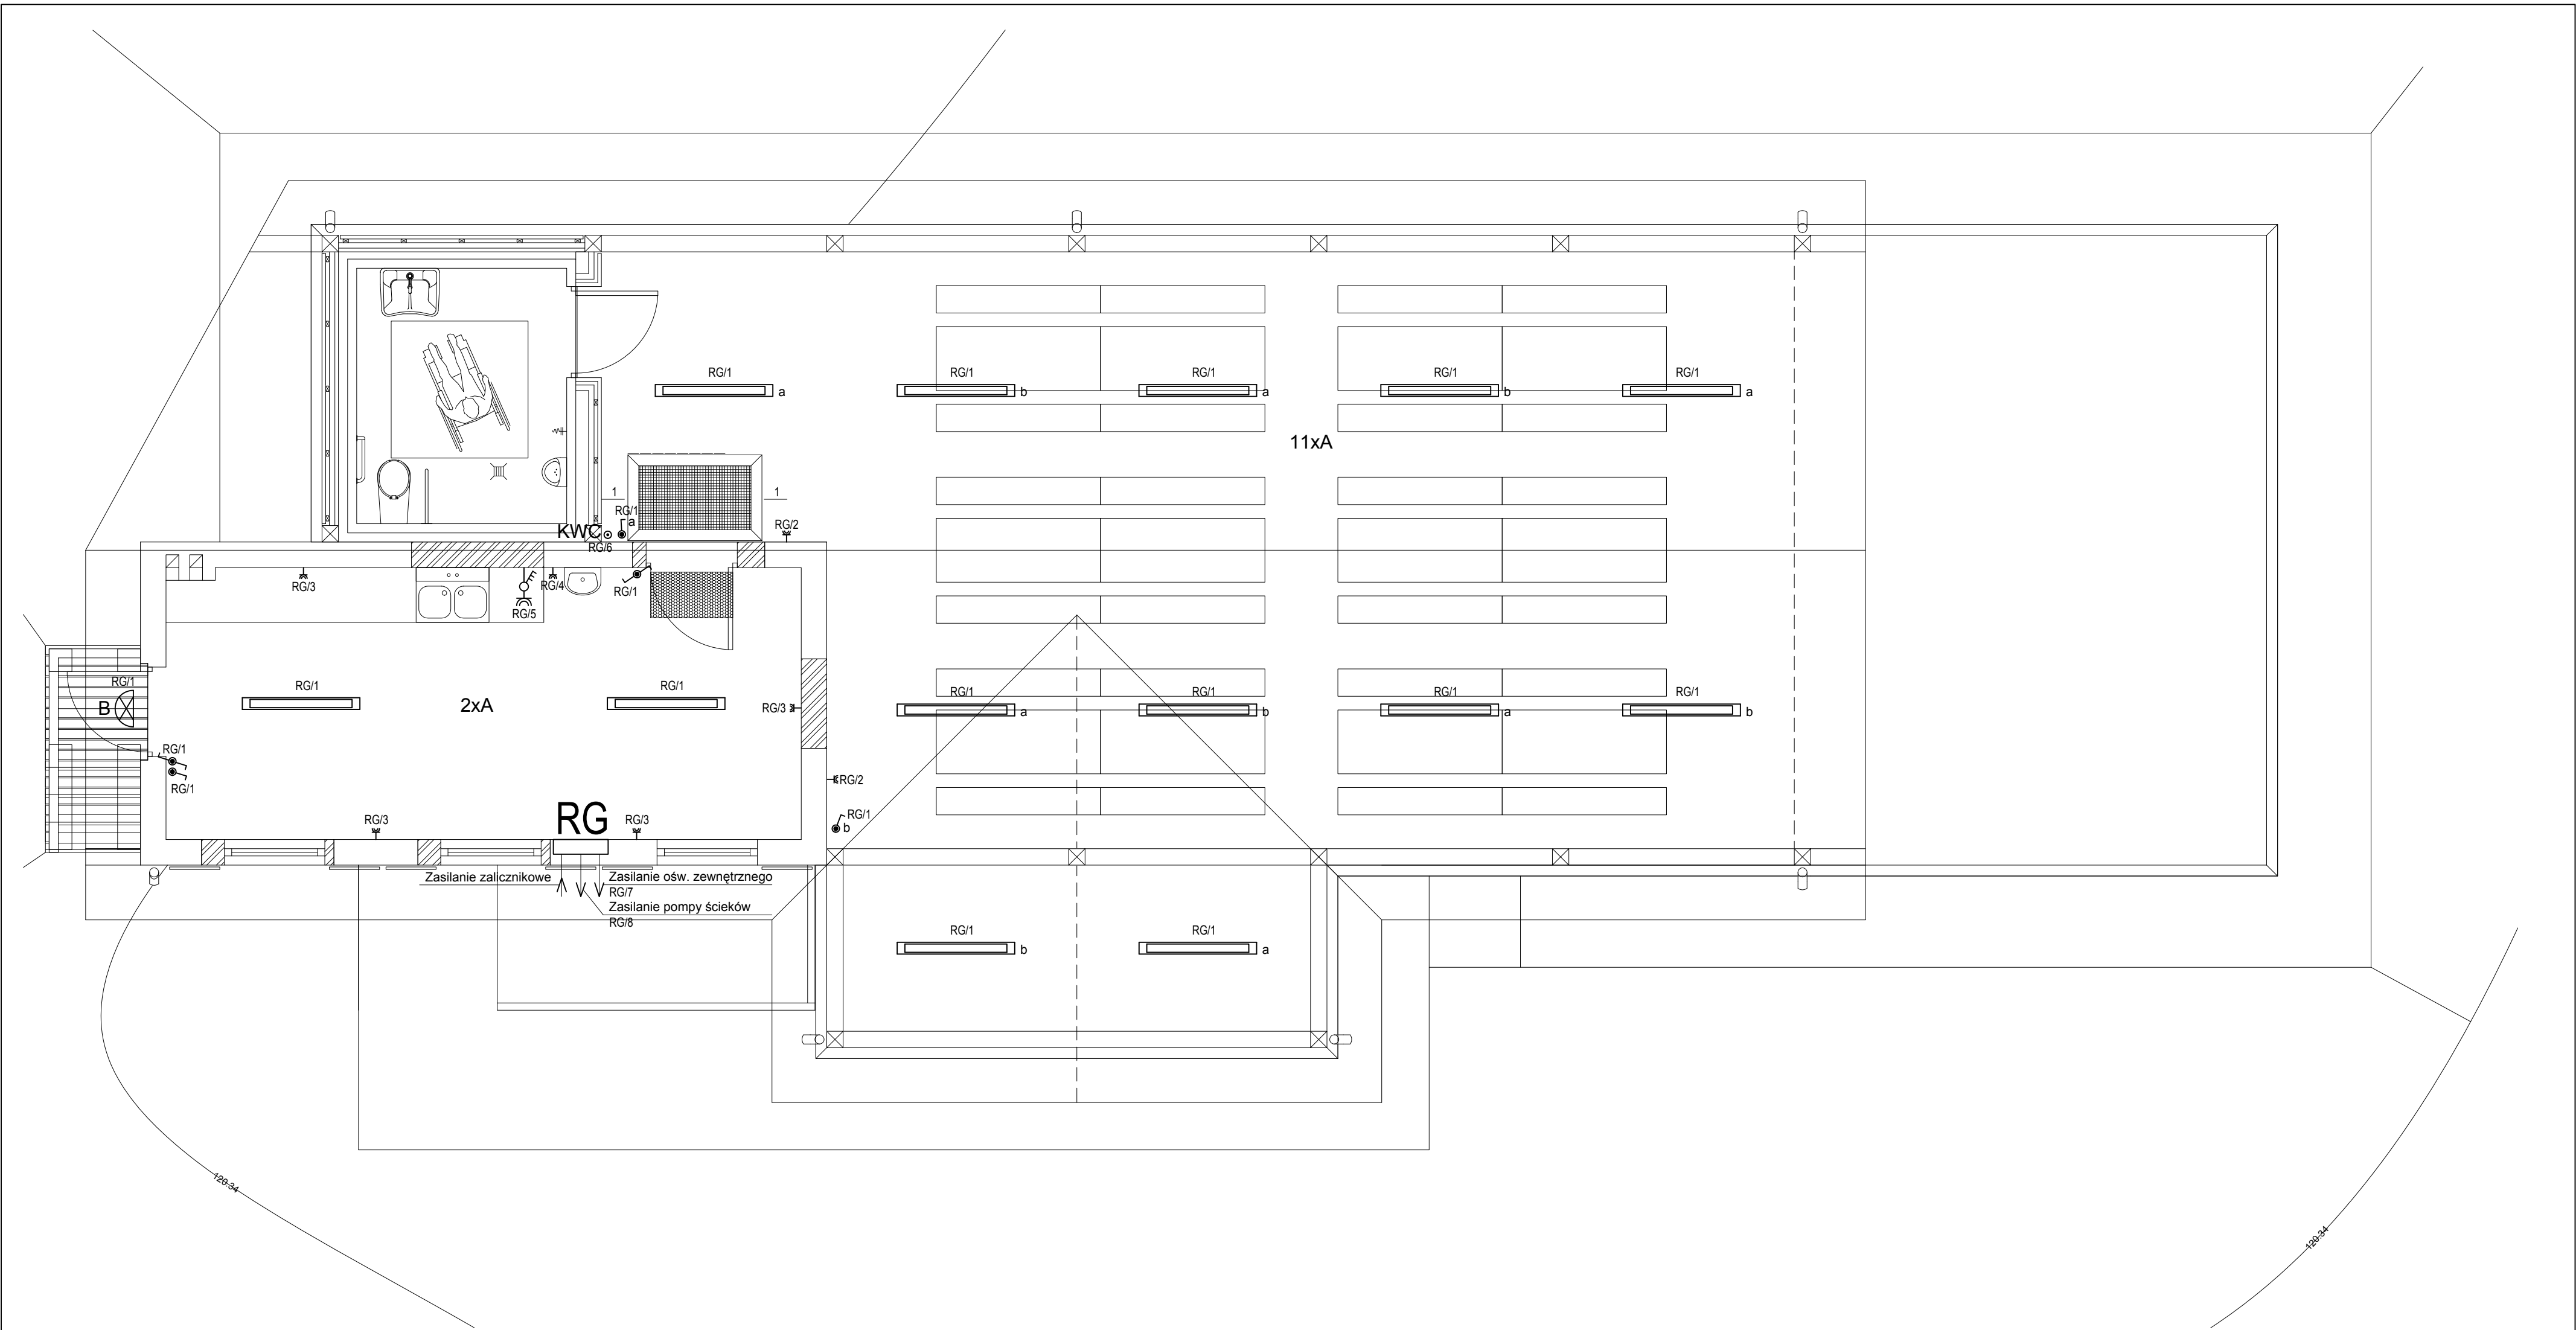 RG/1
a
RG/1
b
RG/1
a
RG/1
b
RG/1
a
11xA
1
1
RG/1
a
KWC
RG/6
RG/2
RG/3
RG/5
RG/4
RG/1
RG/1
B
RG/1
2xA
RG/1
RG/3
RG/1
a
RG/1
b
RG/1
a
RG/1
b
RG/1
RG/1
RG/2
RG/1
b
RG/3
RG
RG/3
Zasilanie zalicznikowe
Zasilanie ośw. zewnętrznego
RG/7
Zasilanie pompy ścieków
RG/8
RG/1
b
RG/1
a
120.34
120.34